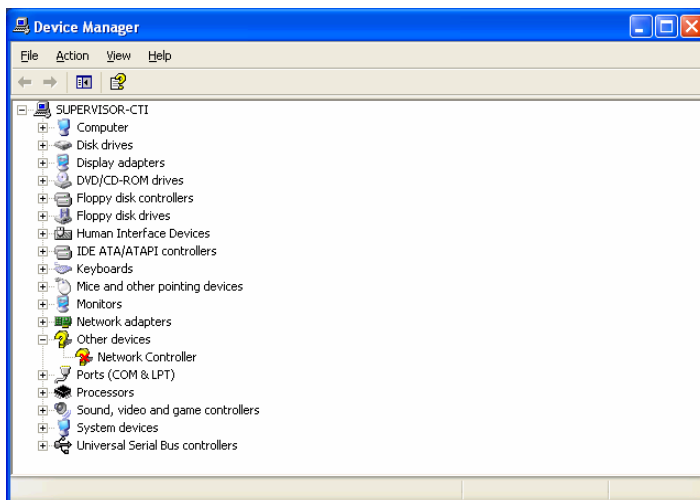 Device Manager
File Action View Help
SUPERVISOR-CTI
Computer
Disk drives
Display adapters
DVD/CD-ROM drives
Floppy disk controllers
Floppy disk drives
Human Interface Devices
IDE ATA/ATAPI controllers
Keyboards
Mice and other pointing devices
Monitors
Network adapters
Other devices
Network Controller
Ports (COM & LPT)
Processors
Sound, video and game controllers
System devices
Universal Serial Bus controllers